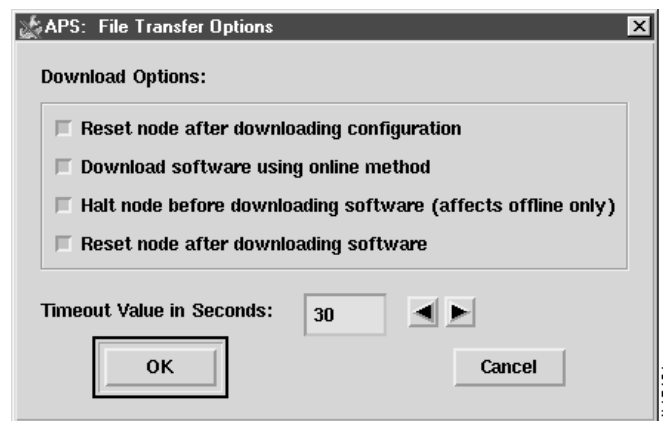 APS: File Transfer Options
Download Options:
Reset node after downloading configuration
Download software using online method
Halt node before downloading software (affects offline only)
Reset node after downloading software
Timeout Value in Seconds: 30
OK Cancel